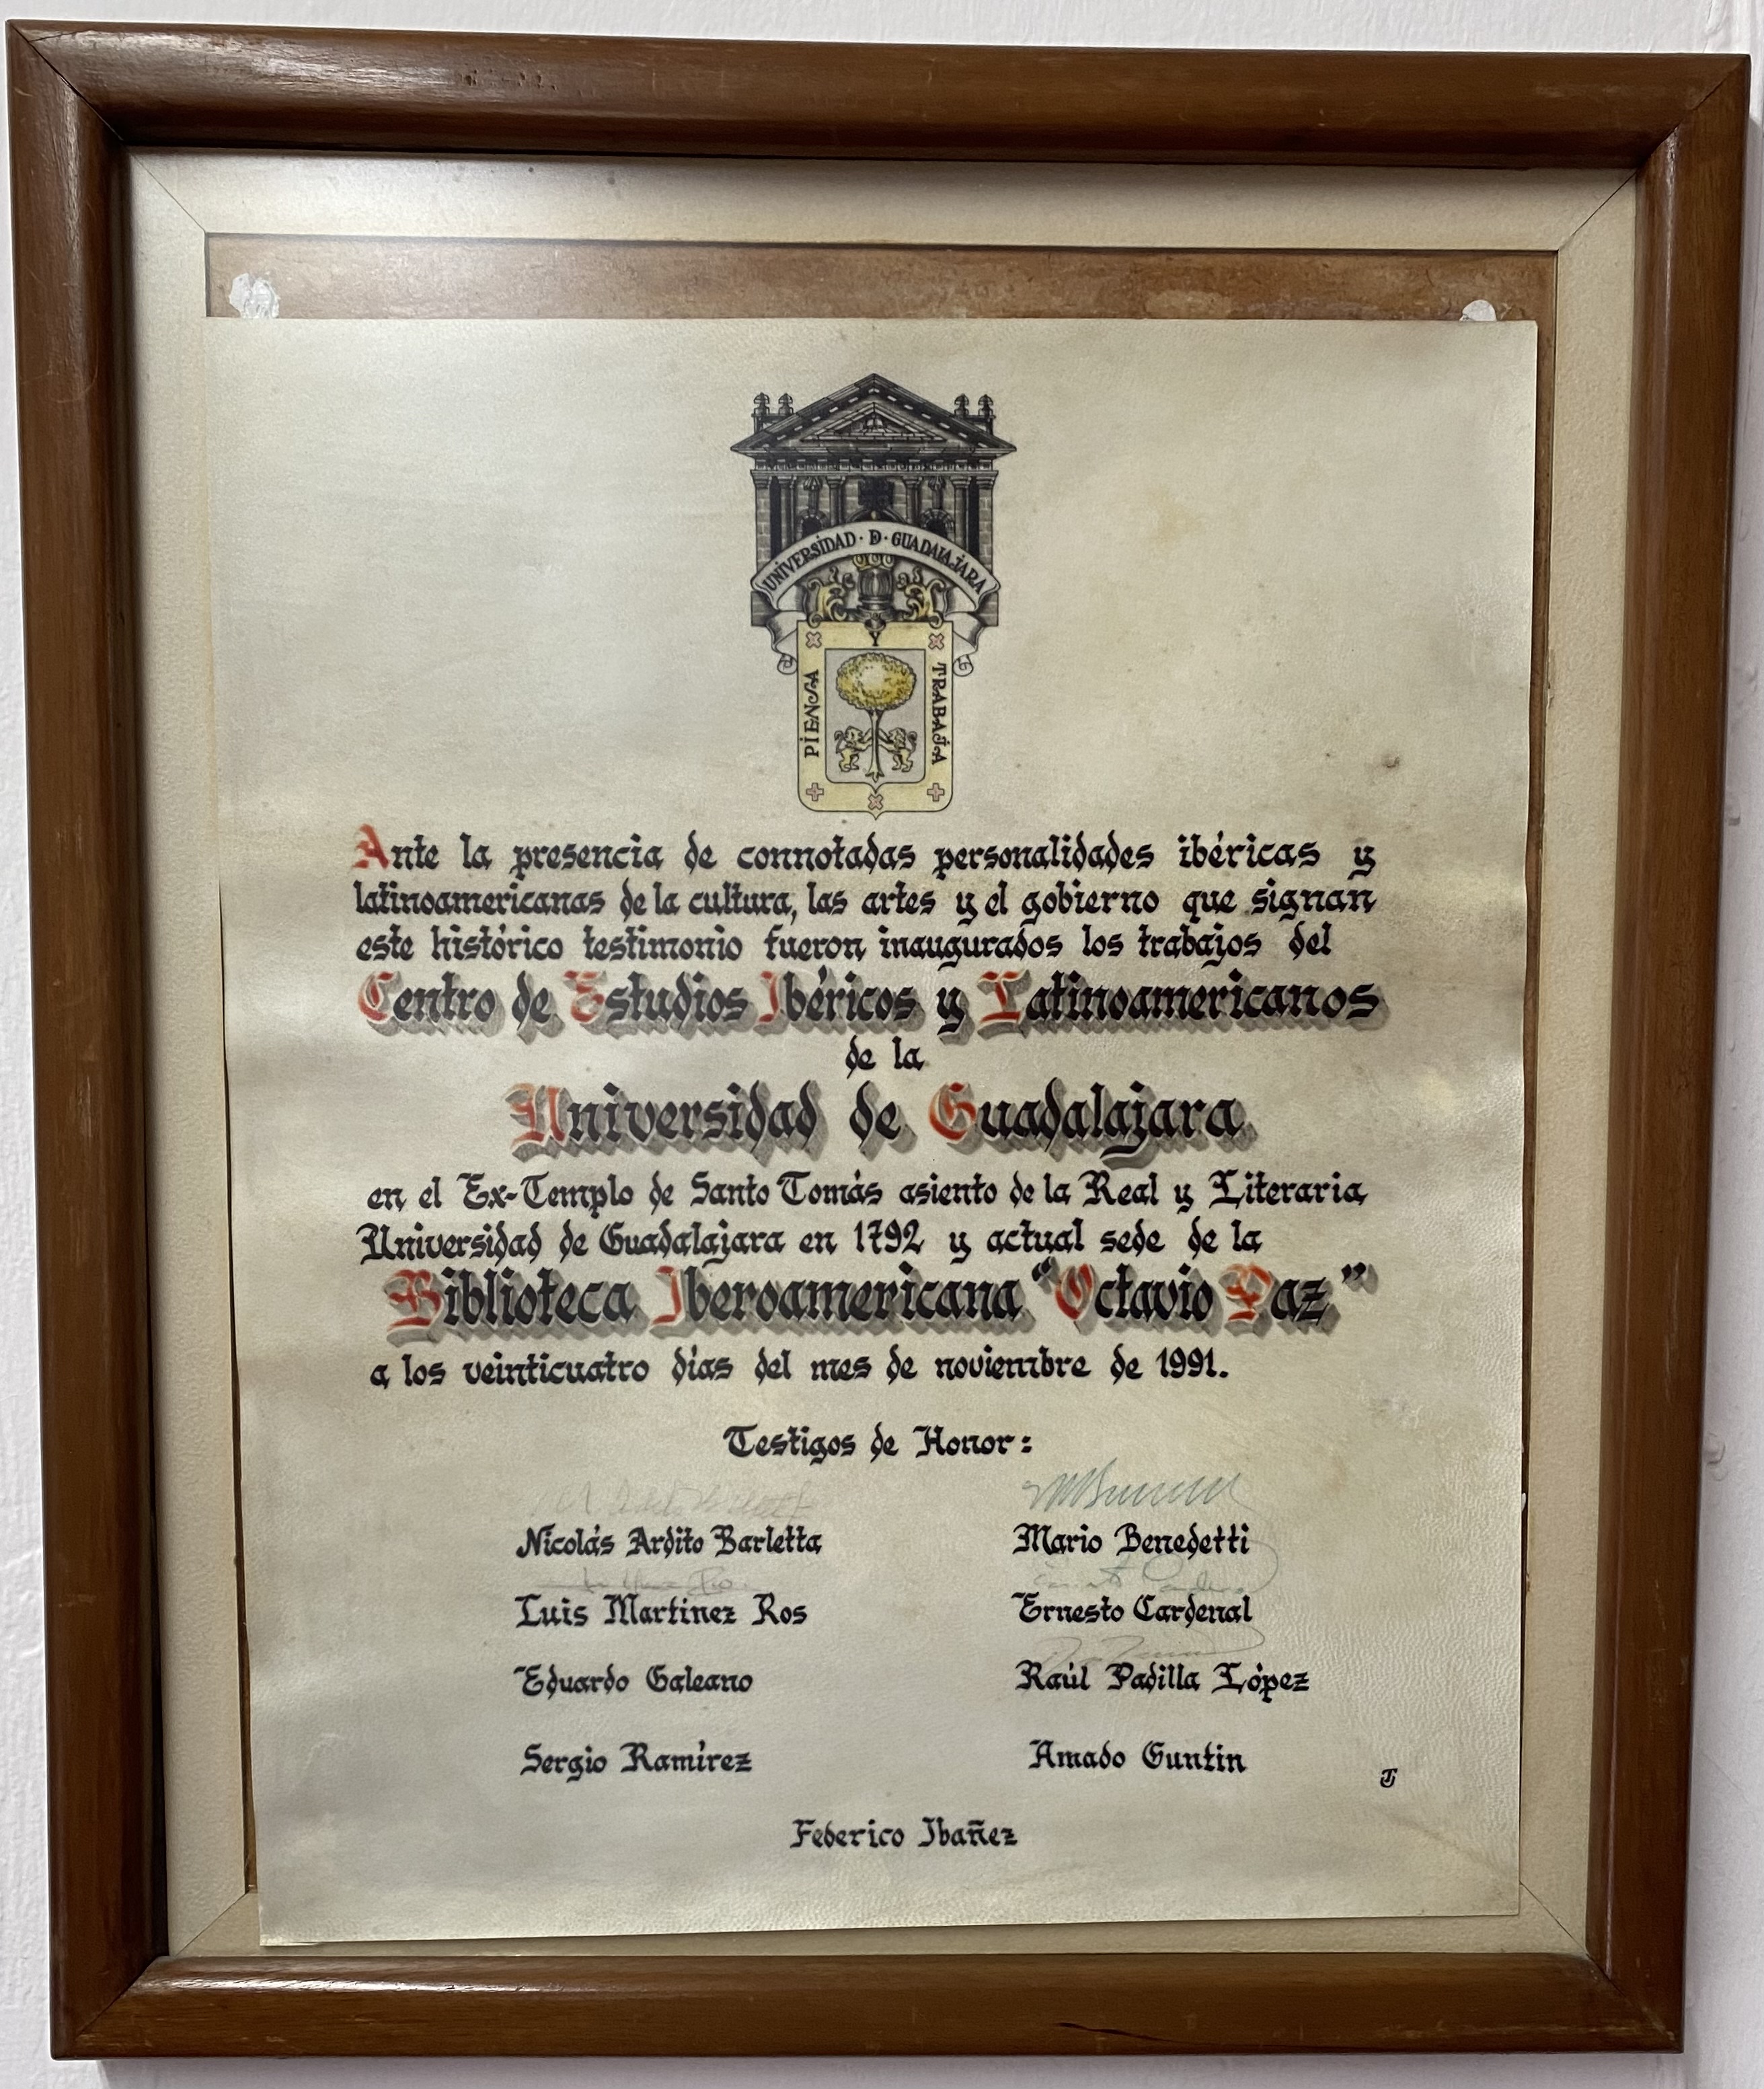 UNIVERSIDAD · D · GUADALAJARA
PIENSA
Y
TRABAJA
Ante la presencia de connotadas personalidades ibéricas y
latinoamericanas de la cultura, las artes y el gobierno que signan
este histórico testimonio fueron inaugurados los trabajos del
Centro de Estudios Ibéricos y Latinoamericanos
de la
Universidad de Guadalajara
en el Ex-Templo de Santo Tomás asiento de la Real y Literaria
Universidad de Guadalajara en 1792 y actual sede de la
Biblioteca Iberoamericana "Octavio Paz"
a los veinticuatro días del mes de noviembre de 1991.
Testigos de Honor:
Nicolás Ardito Barletta
Mario Benedetti
Luis Martinez Ros
Ernesto Cardenal
Eduardo Galeano
Raúl Padilla López
Sergio Ramírez
Amado Guntin
Federico Ibañez